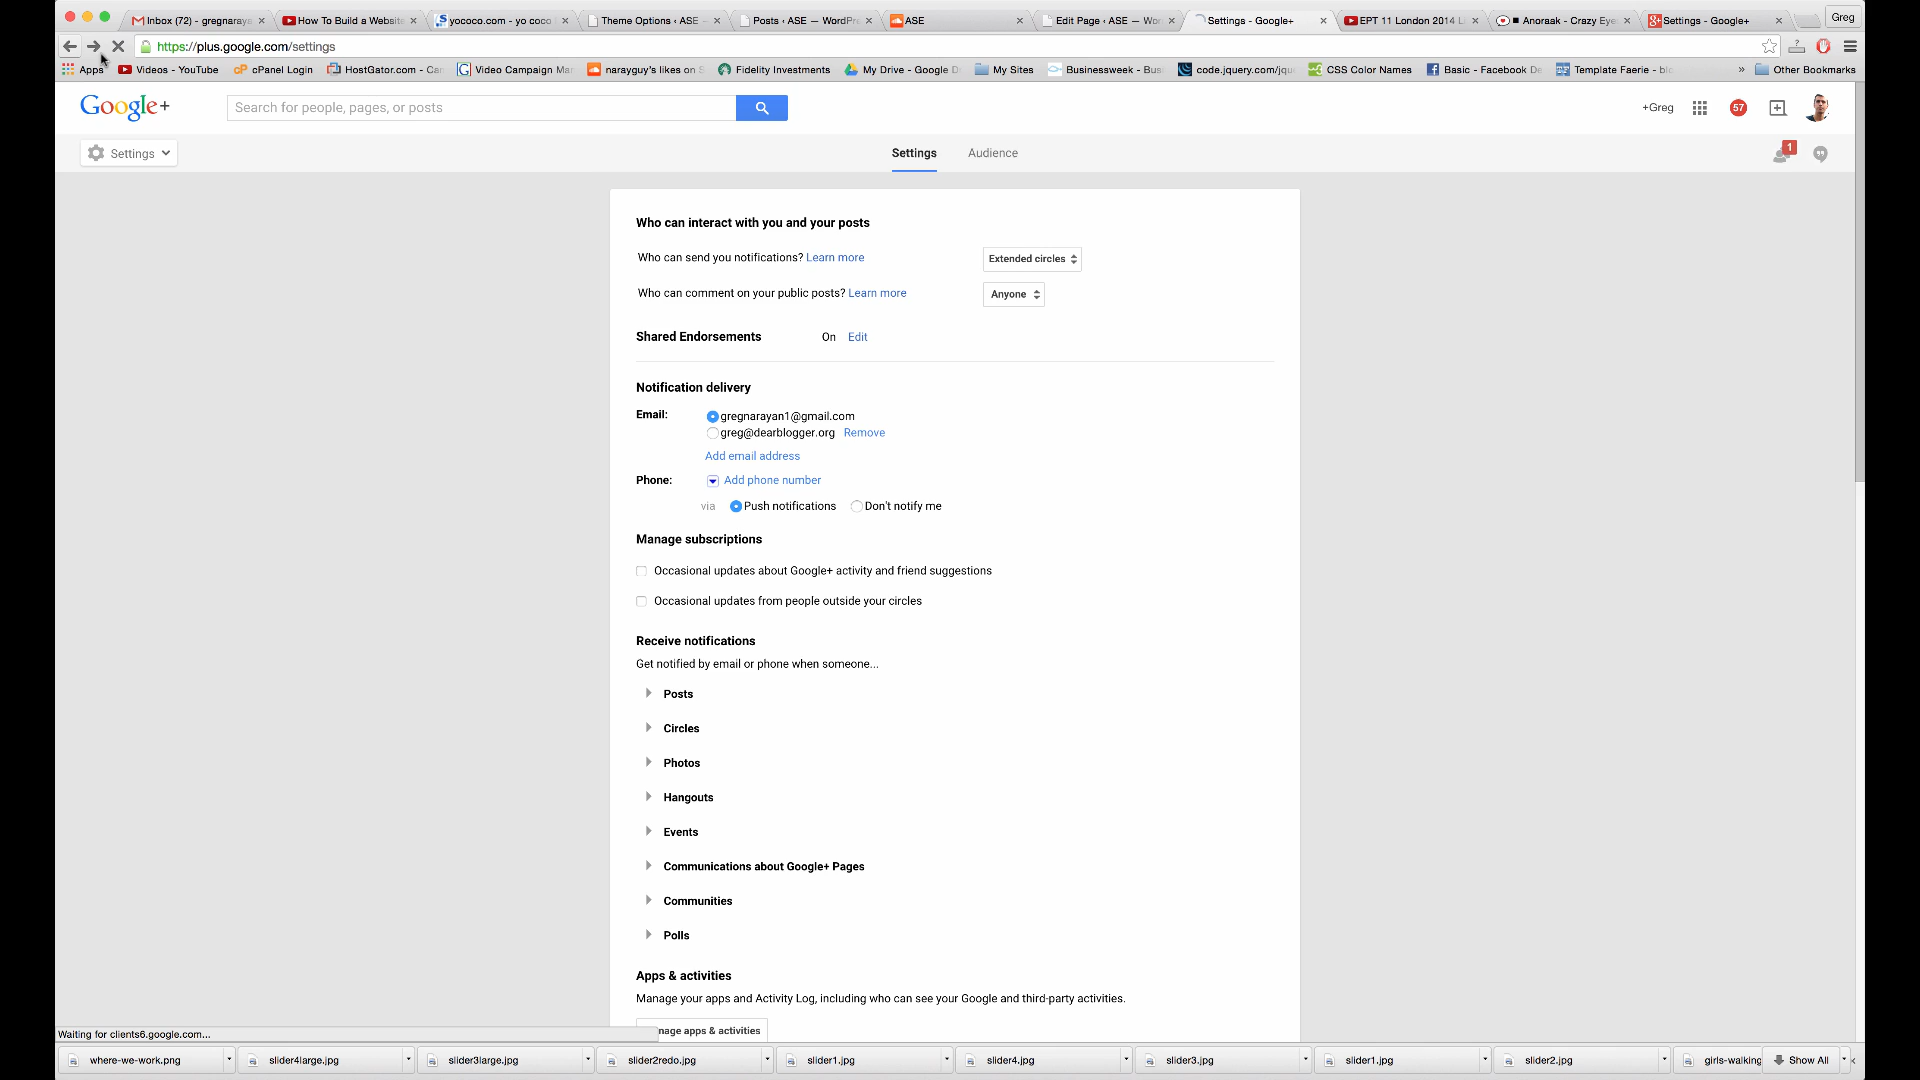 Inbox (72) - gregnaraya
How To Build a Website
yococo.com - yo coco
Theme Options ‹ ASE —
Posts ‹ ASE — WordPr
ASE
Edit Page ‹ ASE — Wor
Settings - Google+
EPT 11 London 2014 Li
Anoraak - Crazy Eye
Settings - Google+
Greg
https://plus.google.com/settings
Apps
Videos - YouTube
cPanel Login
HostGator.com - Can
Video Campaign Man
narayguy's likes on S
Fidelity Investments
My Drive - Google D
My Sites
Businessweek - Bus
code.jquery.com/jqu
CSS Color Names
Basic - Facebook De
Template Faerie - blo
»
Other Bookmarks
Google+
Search for people, pages, or posts
+Greg
57
Settings
Settings
Audience
1
Who can interact with you and your posts
Who can send you notifications? Learn more
Extended circles
Who can comment on your public posts? Learn more
Anyone
Shared Endorsements On Edit
Notification delivery
Email:
gregnarayan1@gmail.com
greg@dearblogger.org Remove
Add email address
Phone:
Add phone number
via Push notifications Don't notify me
Manage subscriptions
Occasional updates about Google+ activity and friend suggestions
Occasional updates from people outside your circles
Receive notifications
Get notified by email or phone when someone...
Posts
Circles
Photos
Hangouts
Events
Communications about Google+ Pages
Communities
Polls
Apps & activities
Manage your apps and Activity Log, including who can see your Google and third-party activities.
nage apps & activities
Waiting for clients6.google.com...
where-we-work.png
slider4large.jpg
slider3large.jpg
slider2redo.jpg
slider1.jpg
slider4.jpg
slider3.jpg
slider1.jpg
slider2.jpg
girls-walking
Show All